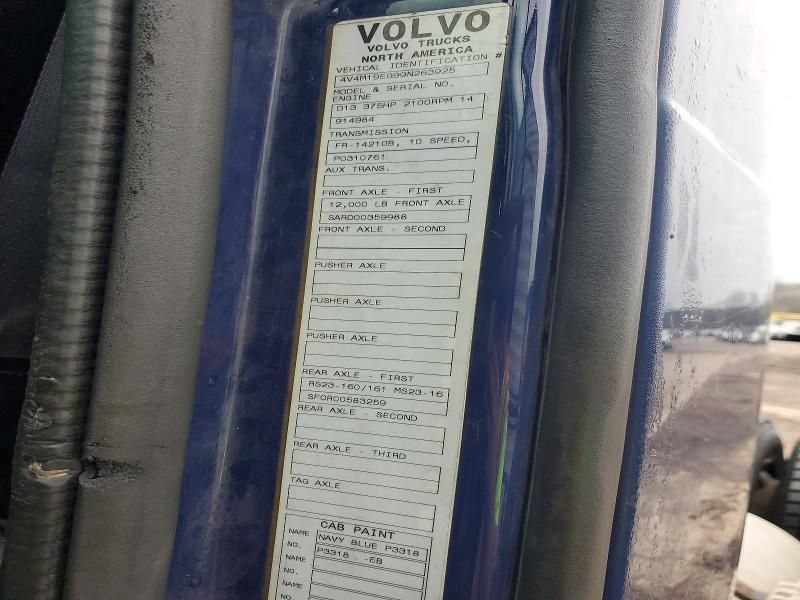 VOLVO
VOLVO TRUCKS
NORTH AMERICA
VEHICAL IDENTIFICATION #
4V4M19E099N263925
MODEL & SERIAL NO.
ENGINE
D13 375HP 2100RPM 14
914984
TRANSMISSION
FR-14210B, 10 SPEED,
P0310761
AUX TRANS.
FRONT AXLE - FIRST
12,000 LB FRONT AXLE
SARD00359988
FRONT AXLE - SECOND
PUSHER AXLE
PUSHER AXLE
PUSHER AXLE
REAR AXLE - FIRST
RS23-160/161 MS23-16
SFOR00583259
REAR AXLE - SECOND
REAR AXLE - THIRD
TAG AXLE
CAB PAINT
NAME NAVY BLUE P3318
NO. P3318 -EB
NAME
NO.
NAME
NO.